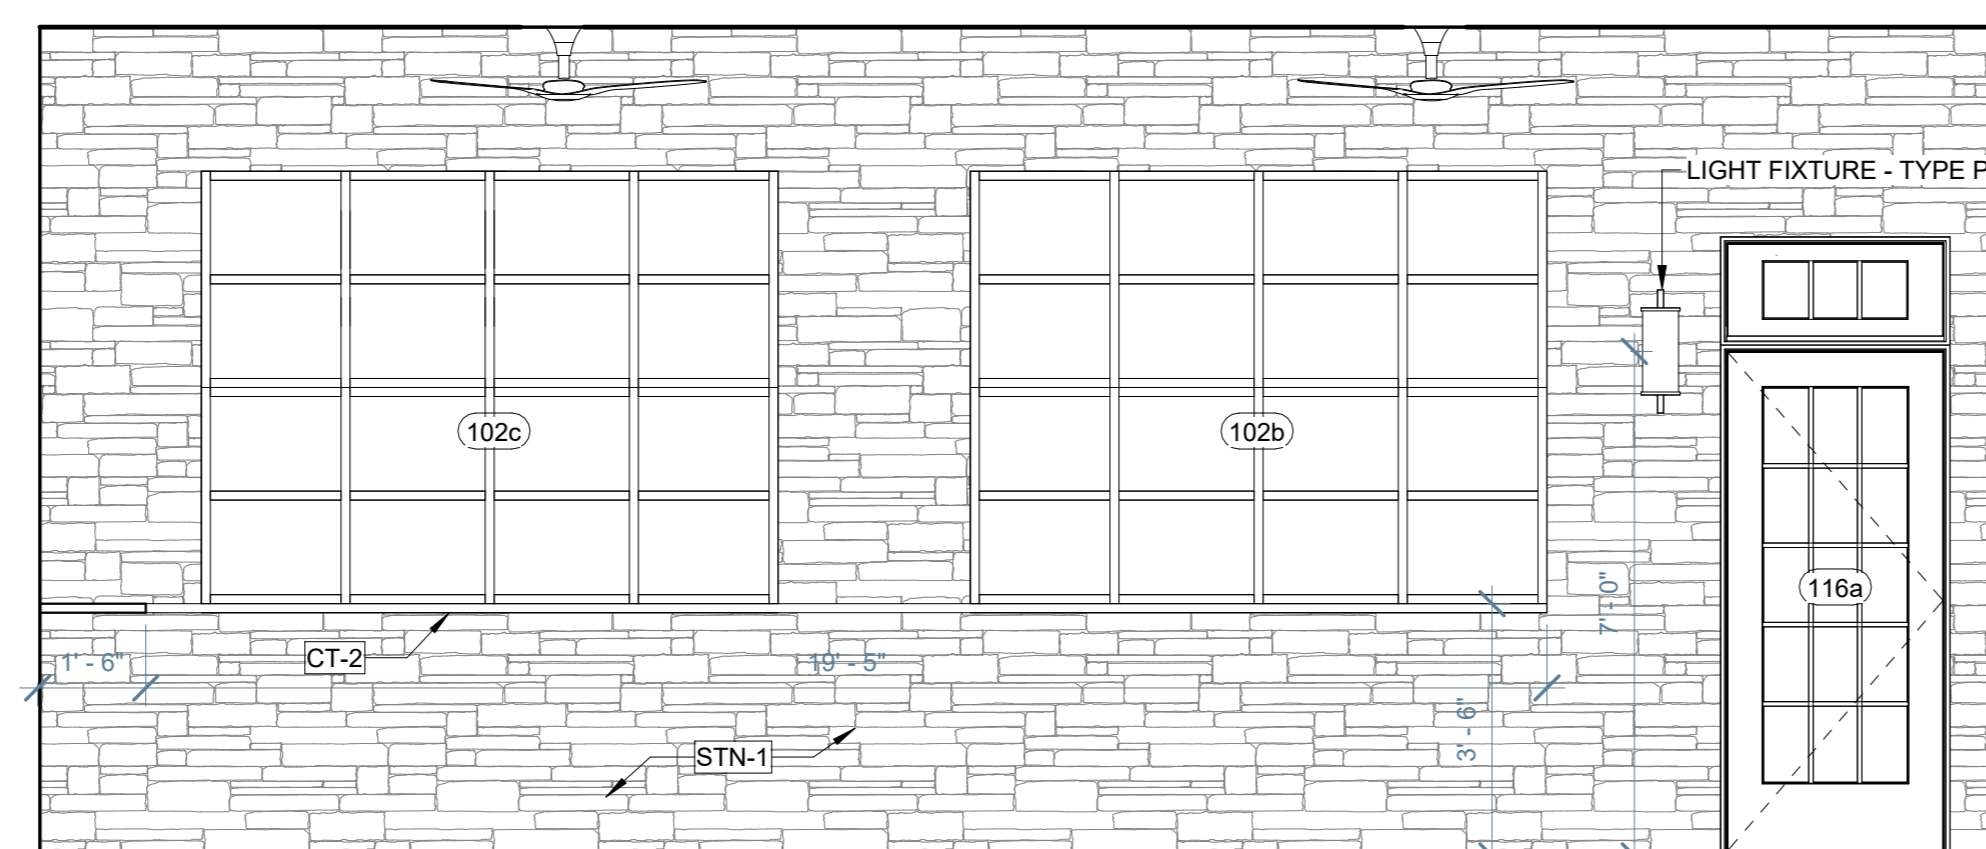 LIGHT FIXTURE - TYPE P
102c
102b
116a
7' - 0"
CT-2
1' - 6"
19' - 5"
3' - 6"
STN-1